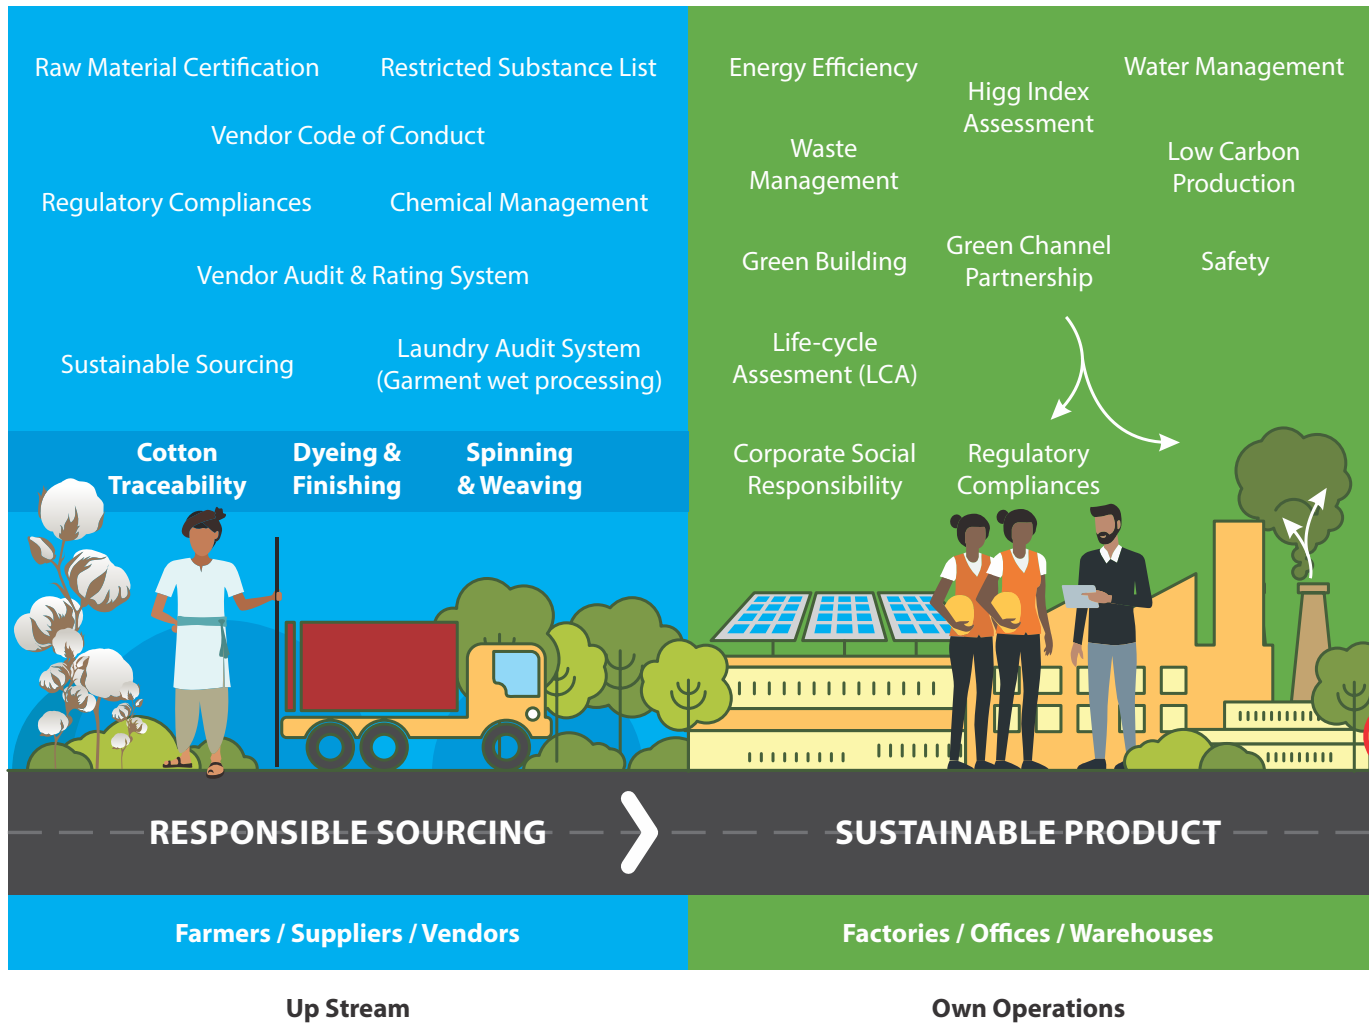 Raw Material Certification
Restricted Substance List
Vendor Code of Conduct
Regulatory Compliances
Chemical Management
Vendor Audit & Rating System
Sustainable Sourcing
Laundry Audit System
(Garment wet processing)
Cotton
Traceability
Dyeing &
Finishing
Spinning
& Weaving
Energy Efficiency
Higg Index
Assessment
Water Management
Waste
Management
Low Carbon
Production
Green Building
Green Channel
Partnership
Safety
Life-cycle
Assesment (LCA)
Corporate Social
Responsibility
Regulatory
Compliances
RESPONSIBLE SOURCING
SUSTAINABLE PRODUCT
Farmers / Suppliers / Vendors
Factories / Offices / Warehouses
Up Stream
Own Operations